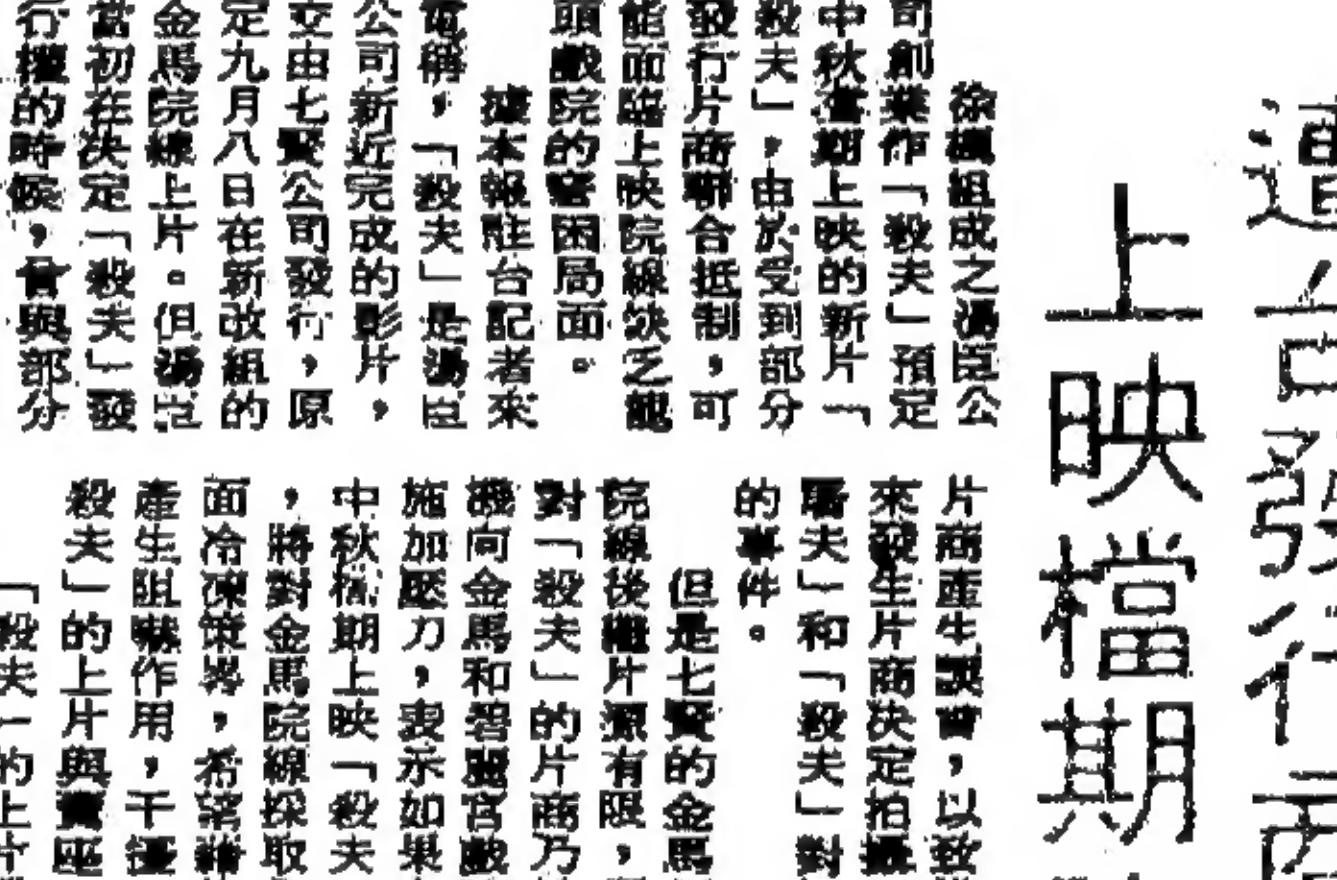 遭
發行
上映檔期
徐楓組成之湯臣公
司創業作「殺夫」預定
中秋舊期上映的新片「
殺夫」，由於受到部分
發行片商聯合抵制，可
能面臨上映院線缺乏龍
頭戲院的窘困局面。
據本報駐台記者來
電稱，「殺夫」是湯臣
公司新近完成的影片，
交由七賢公司發行，原
定九月八日在新改組的
金馬院線上片。但湯臣
當初在決定「殺夫」發
行權的時候，曾與部分
片商產生誤會，以致
來發生片商決定拍攝
屠夫」和「殺夫」對
的事件。
但是七賢的金馬
院線後繼片源有限，
對「殺夫」的片商乃
機向金馬和碧麗宮戲
施加壓力，表示如果
中秋檔期上映「殺夫
，將對金馬院線採取
面冷凍策畧，希望藉
產生阻嚇作用，干擾
殺夫」的上片與賣座
「殺夫」的上片